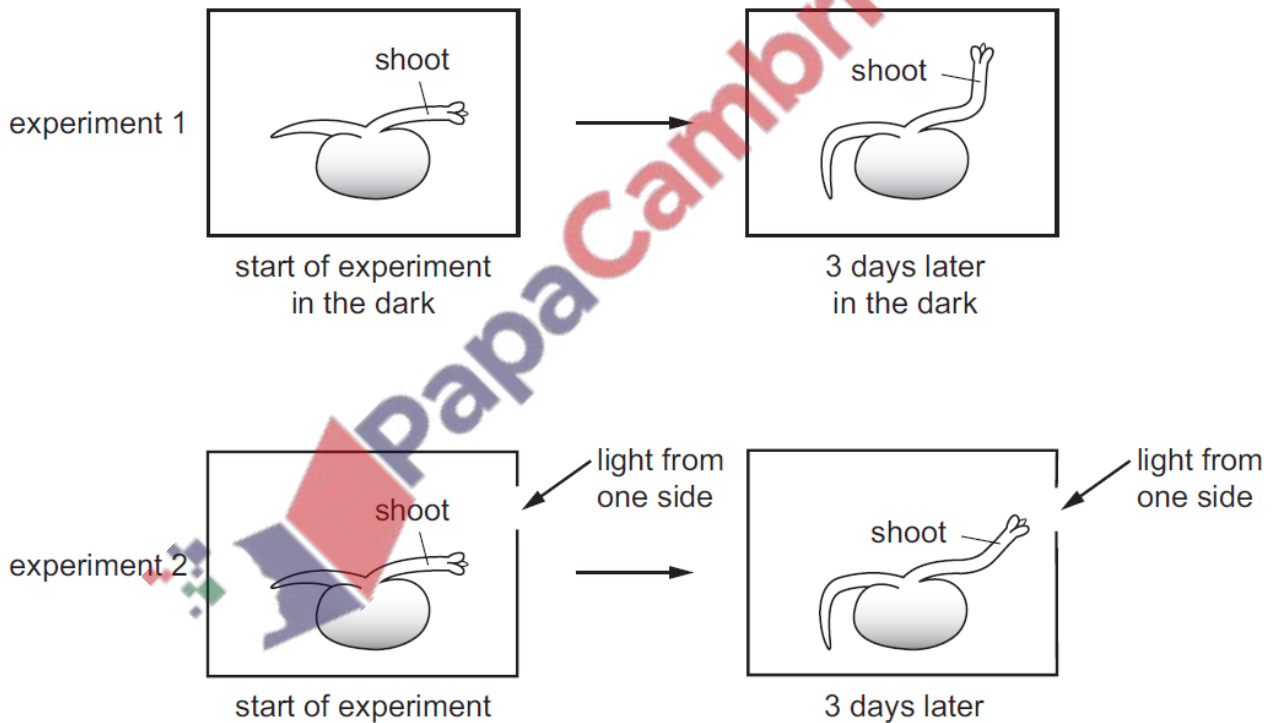 experiment 1
shoot
shoot
start of experiment
in the dark
3 days later
in the dark
PapaCambri
experiment 2
shoot
light from
one side
shoot
light from
one side
start of experiment
3 days later